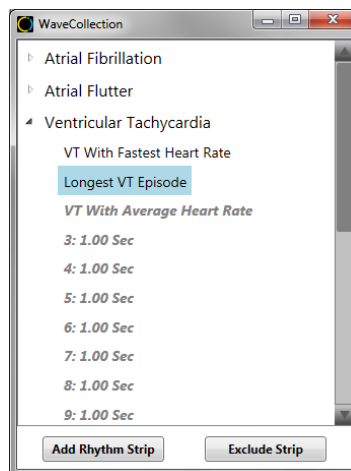 WaveCollection
Atrial Fibrillation
Atrial Flutter
Ventricular Tachycardia
VT With Fastest Heart Rate
Longest VT Episode
VT With Average Heart Rate
3: 1.00 Sec
4: 1.00 Sec
5: 1.00 Sec
6: 1.00 Sec
7: 1.00 Sec
8: 1.00 Sec
9: 1.00 Sec
Add Rhythm Strip Exclude Strip